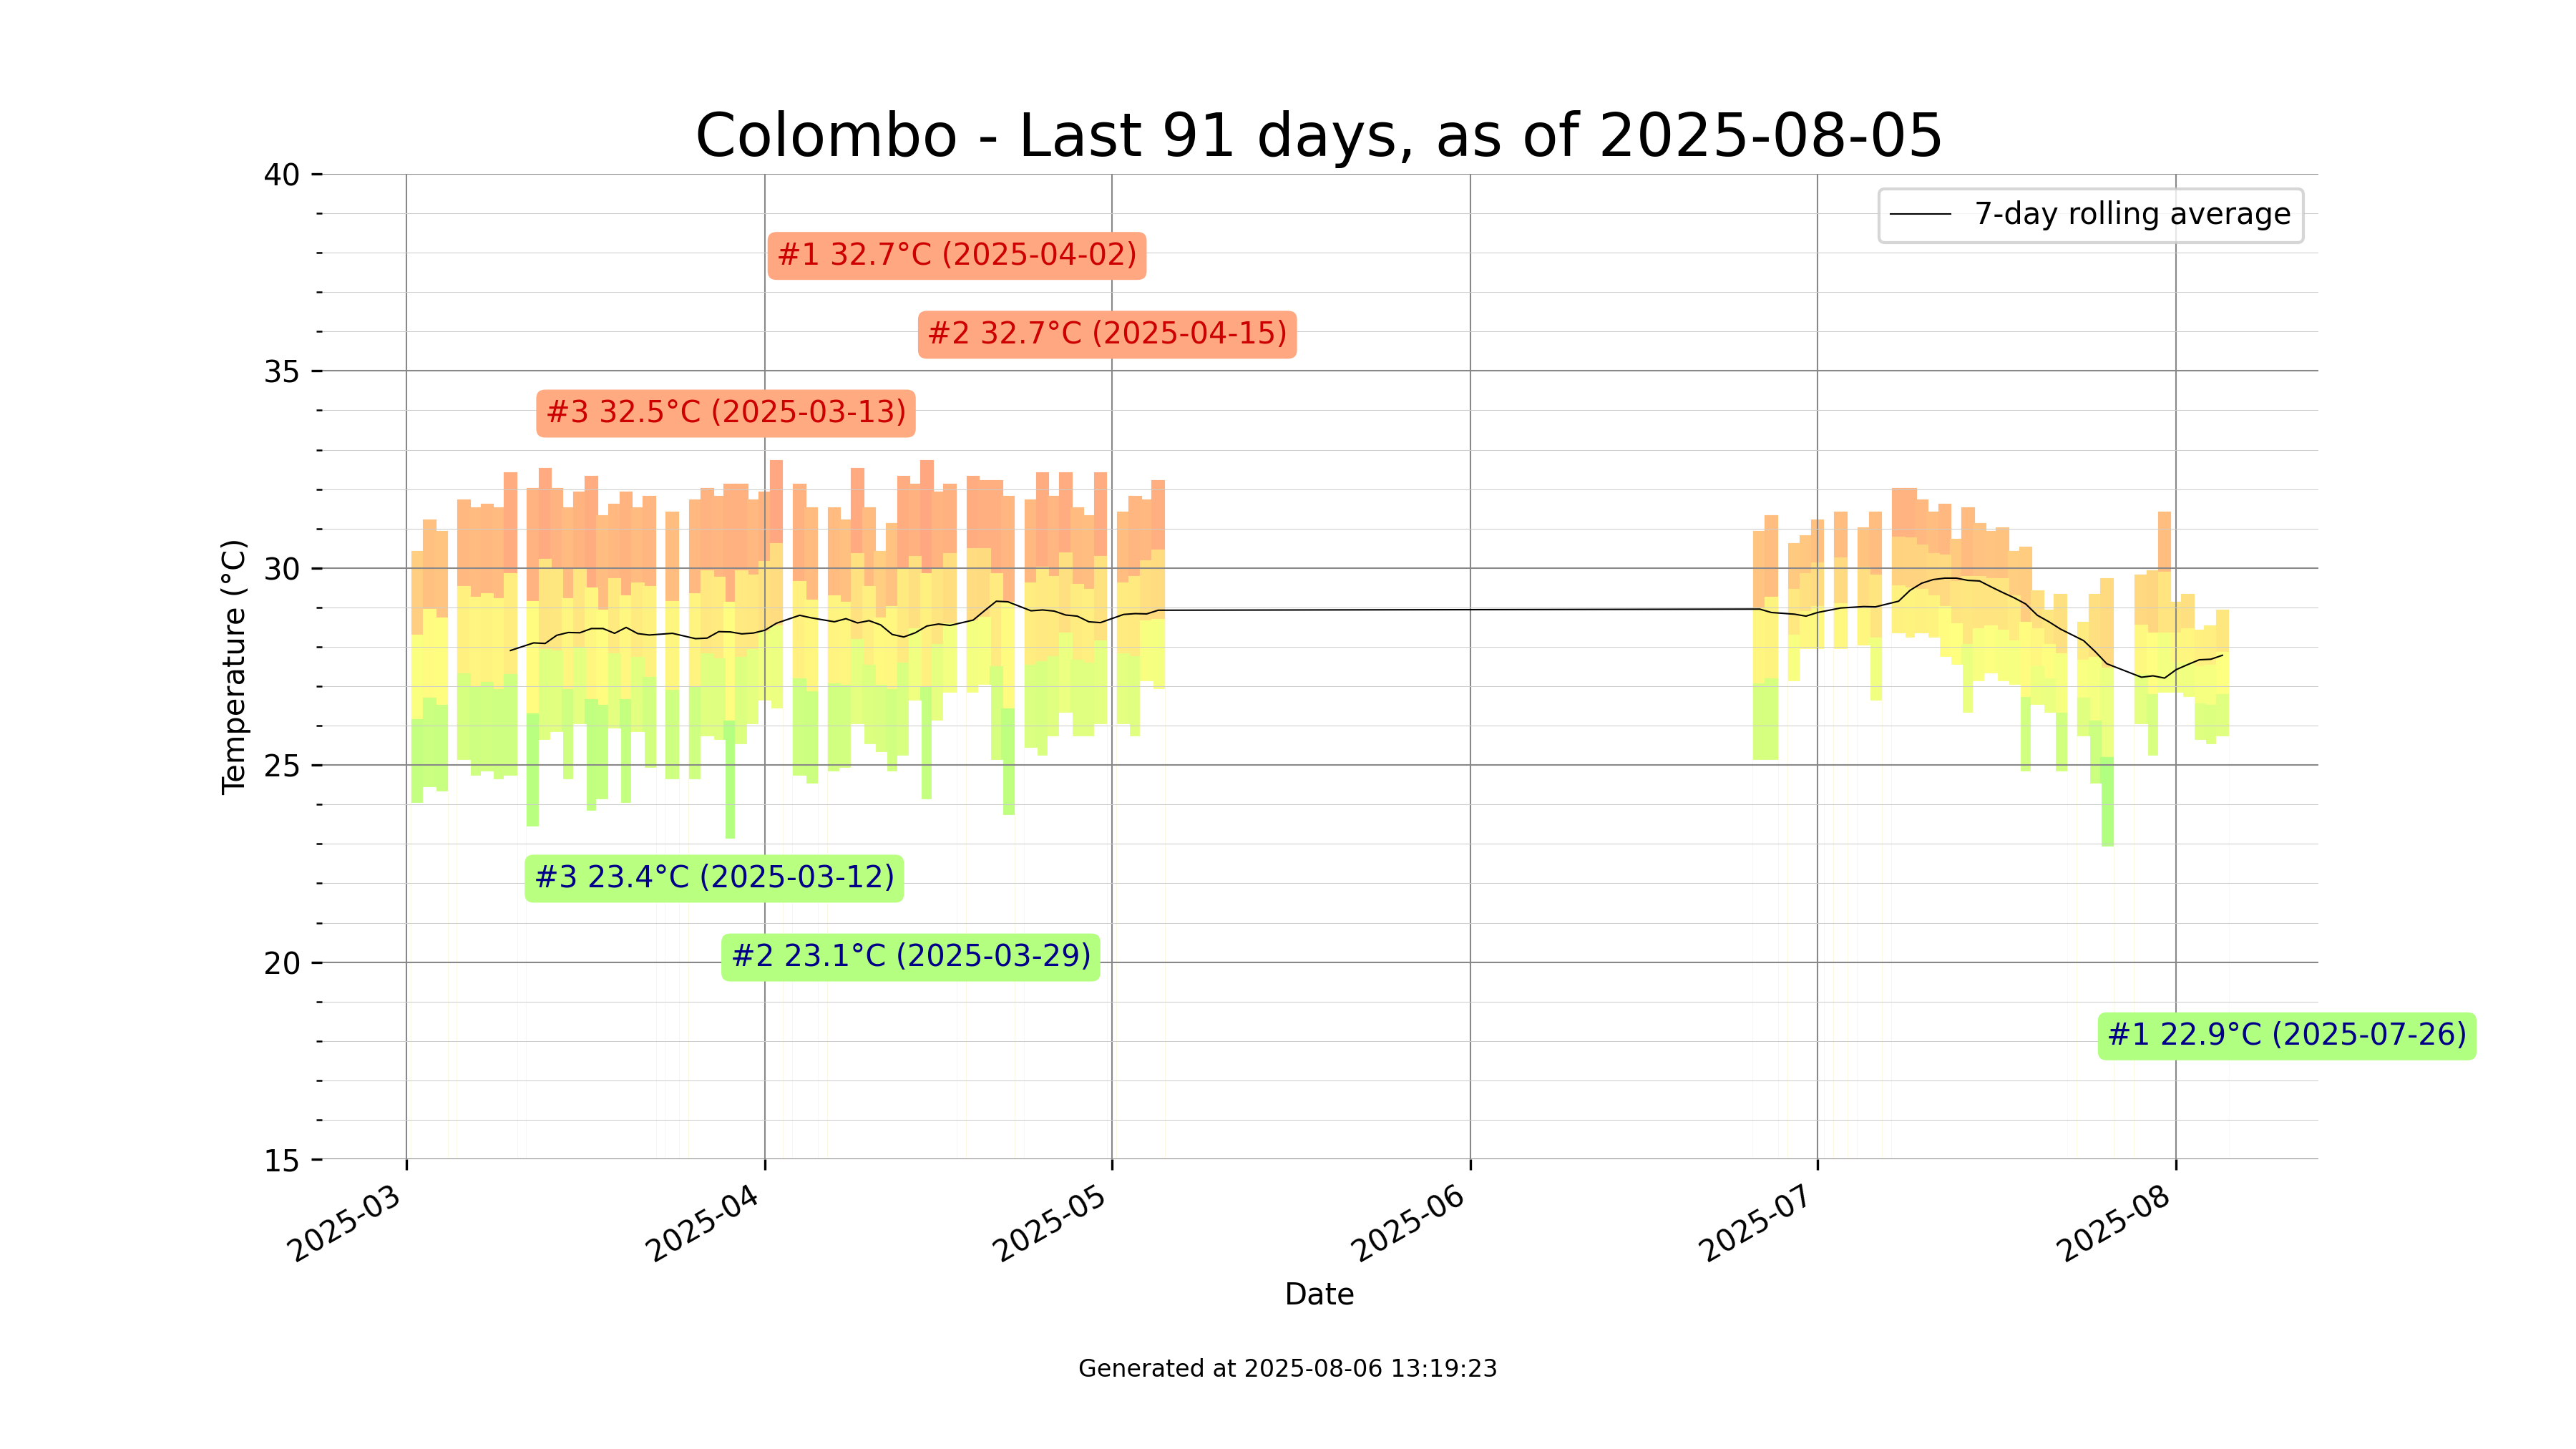 Colombo - Last 91 days, as of 2025-08-05
7-day rolling average
#1 32.7°C (2025-04-02)
#2 32.7°C (2025-04-15)
#3 32.5°C (2025-03-13)
#3 23.4°C (2025-03-12)
#2 23.1°C (2025-03-29)
#1 22.9°C (2025-07-26)
Temperature (°C)
40
35
30
25
20
15
2025-03
2025-04
2025-05
2025-06
2025-07
2025-08
Date
Generated at 2025-08-06 13:19:23